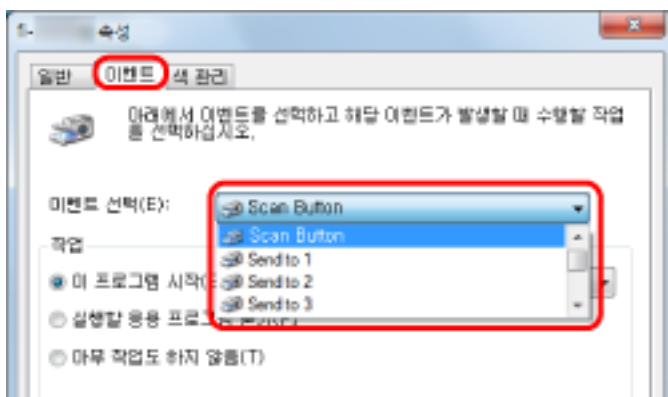 fi- 속성
일반 이벤트 색 관리
아래에서 이벤트를 선택하고 해당 이벤트가 발생할 때 수행할 작업
을 선택하십시오.
이벤트 선택(E):
Scan Button
Scan Button
작업
Send to 1
이 프로그램 시작(
Send to 2
Send to 3
실행할 응용 프로그램
아무 작업도 하지 않음(T)